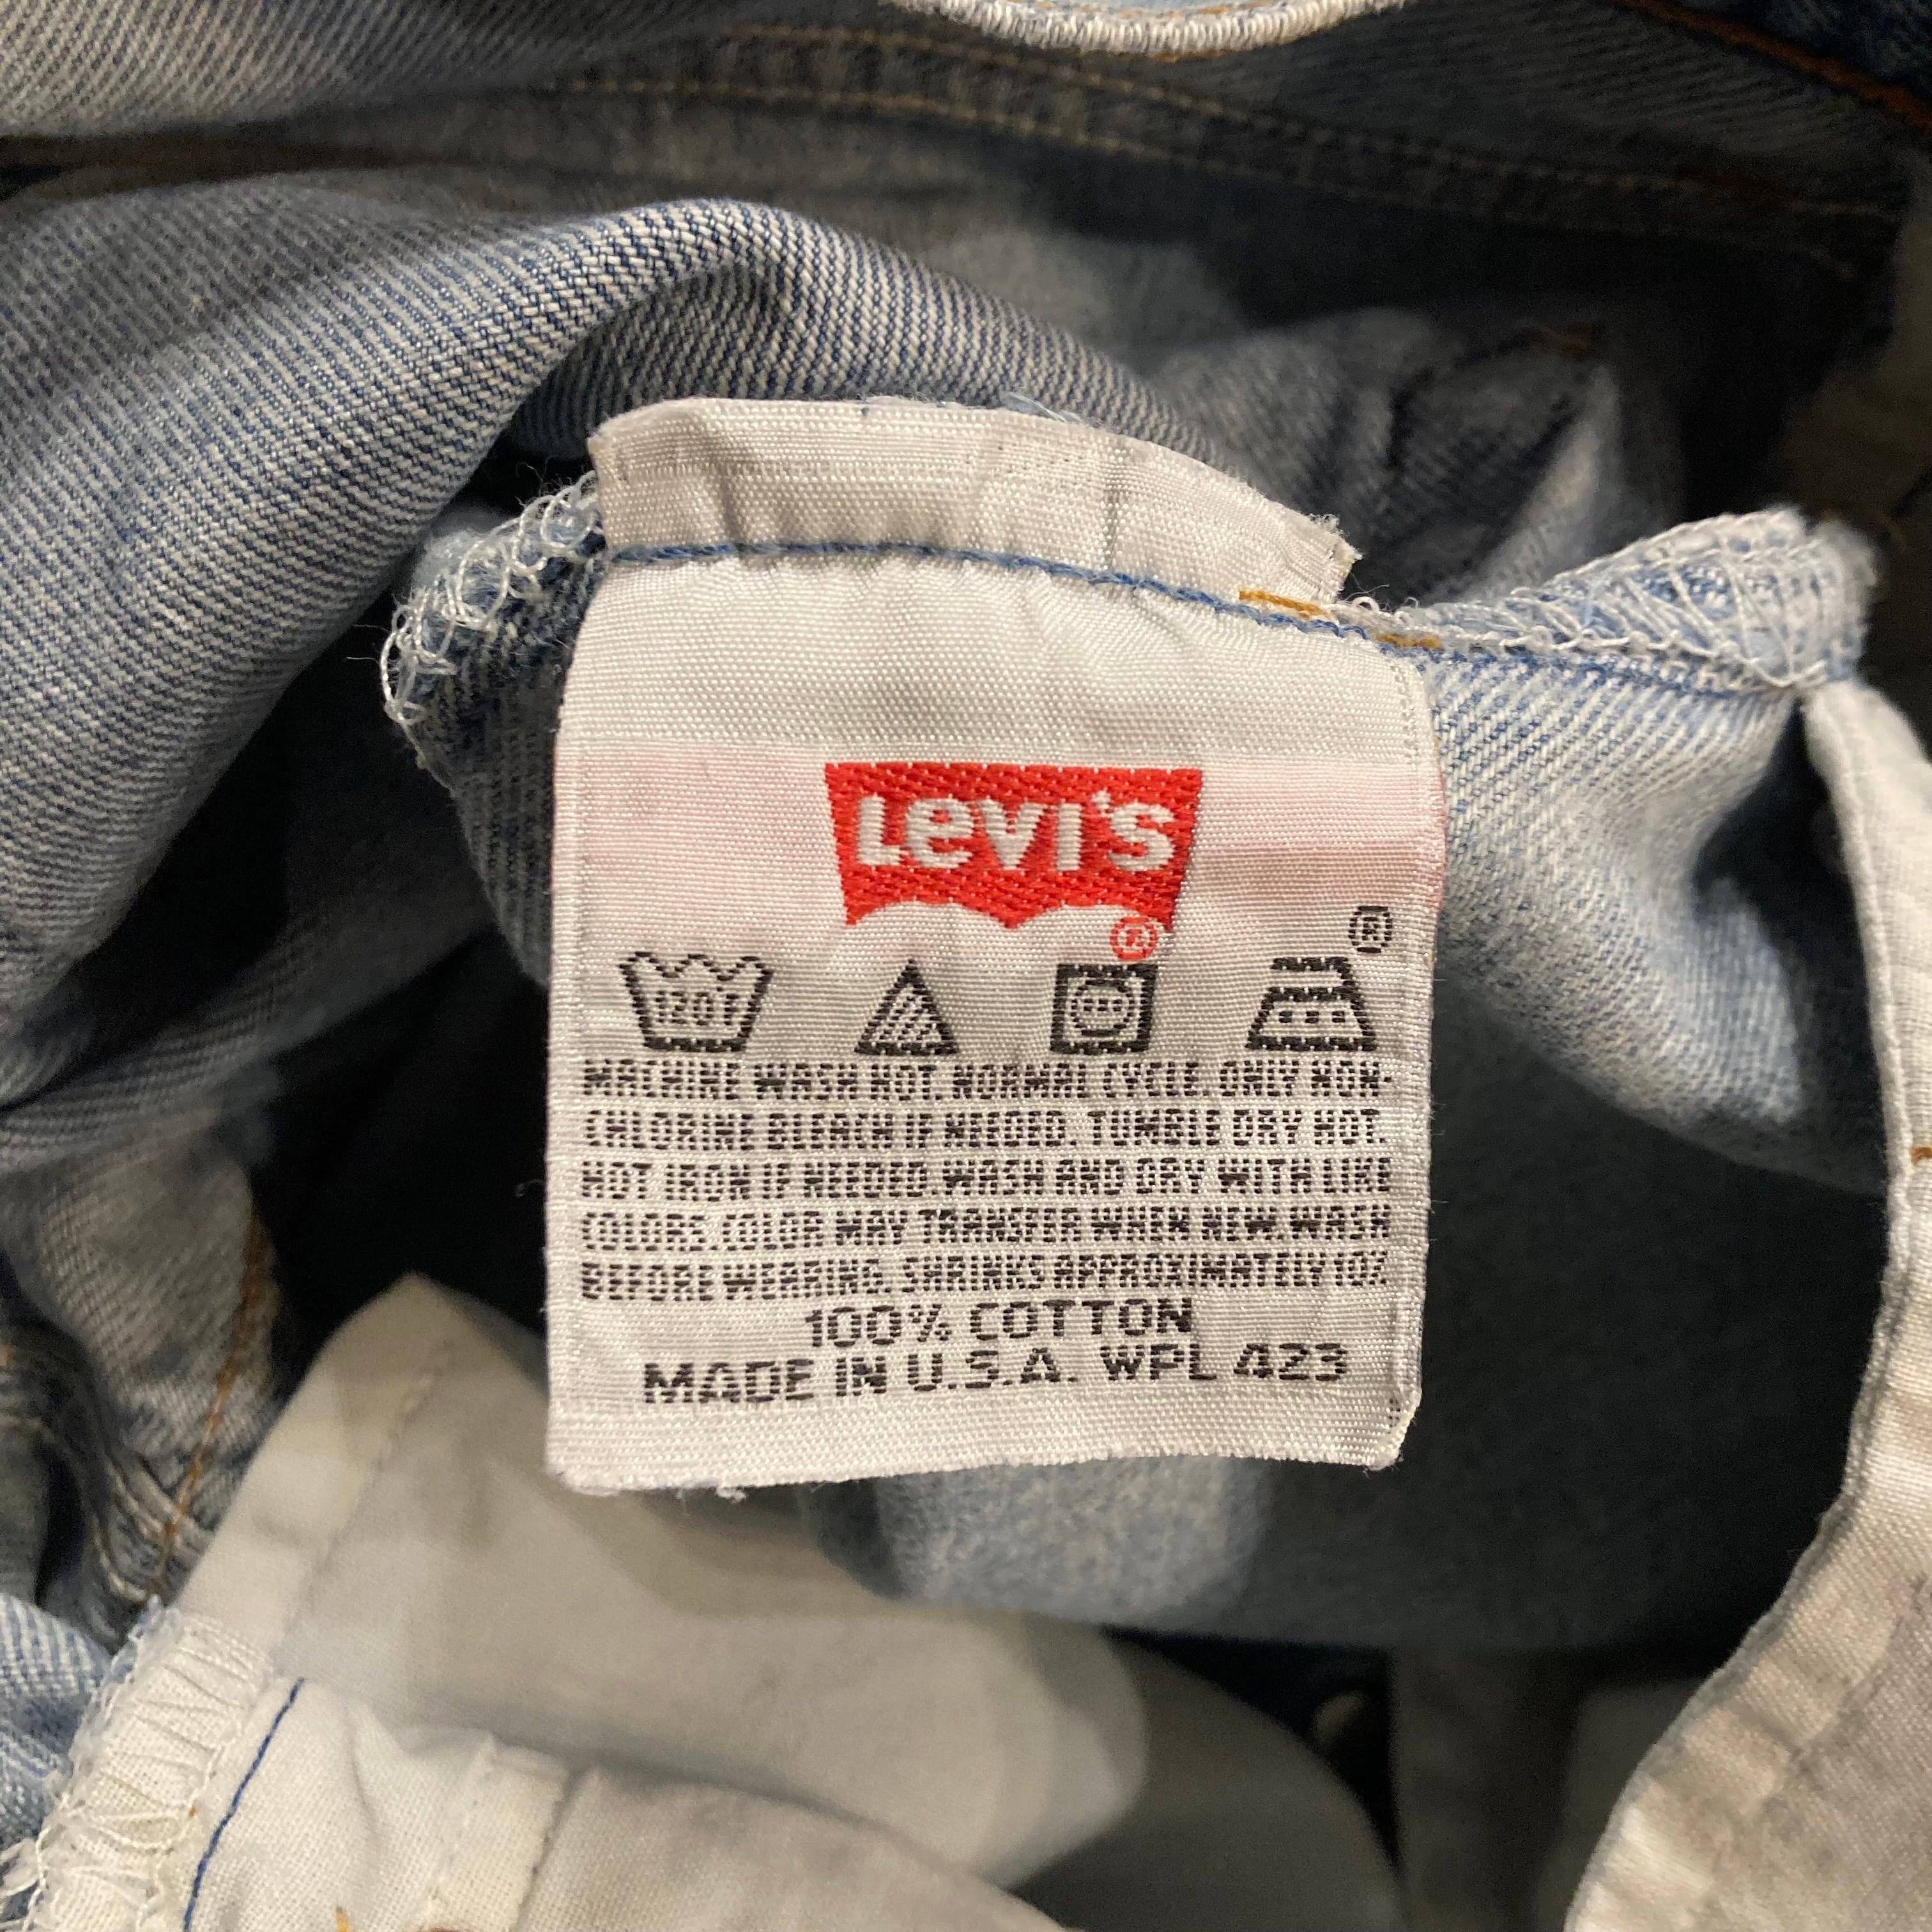 Levi's
®
®
120F
MACHINE WASH HOT, NORMAL CYCLE. ONLY NON-
CHLORINE BLEACH IF NEEDED. TUMBLE DRY HOT.
HOT IRON IF NEEDED. WASH AND DRY WITH LIKE
COLORS. COLOR MAY TRANSFER WHEN NEW. WASH
BEFORE WEARING. SHRINKS APPROXIMATELY 10%
100% COTTON
MADE IN U.S.A. WPL 423